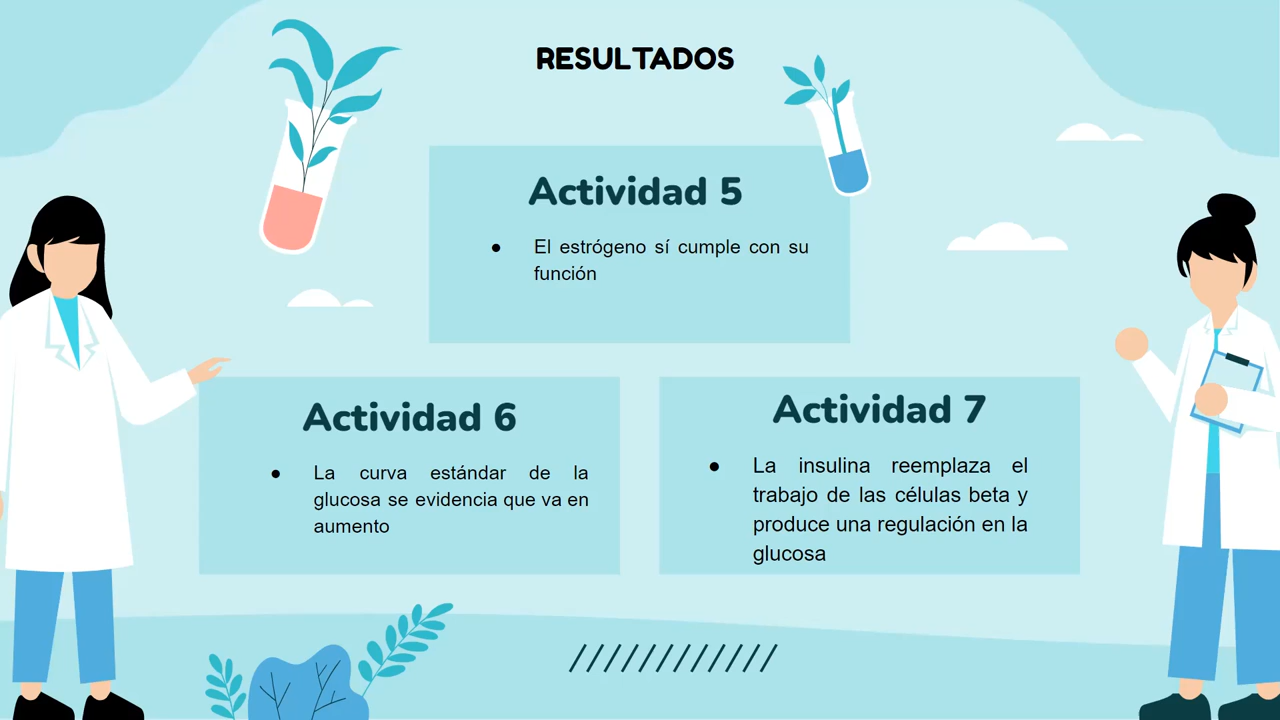 RESULTADOS
Actividad 5
● El estrógeno sí cumple con su
función
Actividad 6
● La curva estándar de la
glucosa se evidencia que va en
aumento
Actividad 7
● La insulina reemplaza el
trabajo de las células beta y
produce una regulación en la
glucosa